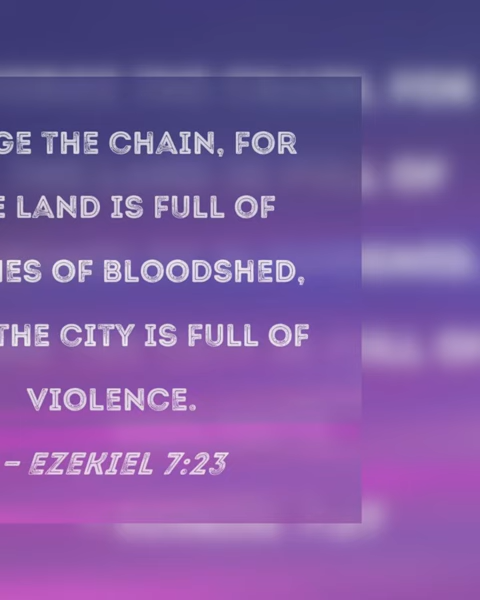 GE THE CHAIN, FOR
E LAND IS FULL OF
MES OF BLOODSHED,
THE CITY IS FULL OF
VIOLENCE.
– EZEKIEL 7:23